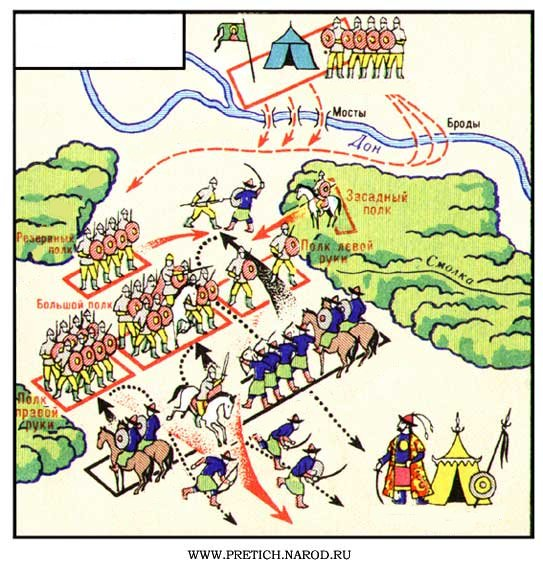 Мосты
Броды
Дон
Засадный
полк
Резервный
полк
Полк левой
руки
Смолка
Большой полк
Полк
правой
руки
WWW.PRETICH.NAROD.RU